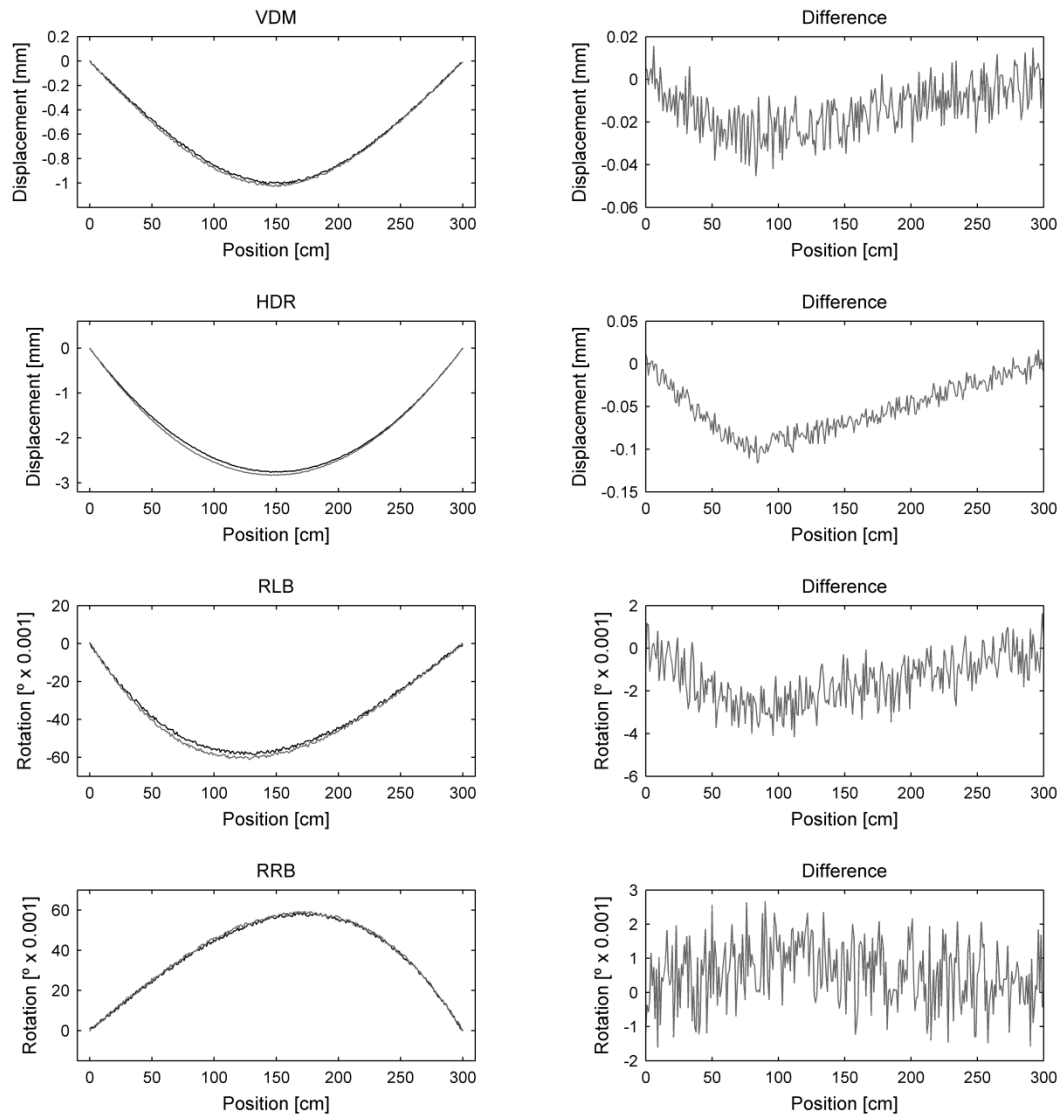 VDM
0.2
0
-0.2
-0.4
-0.6
-0.8
-1
Displacement [mm]
0 50 100 150 200 250 300
Position [cm]
Difference
0.02
0
-0.02
-0.04
-0.06
Displacement [mm]
0 50 100 150 200 250 300
Position [cm]
HDR
0
-1
-2
-3
Displacement [mm]
0 50 100 150 200 250 300
Position [cm]
Difference
0.05
0
-0.05
-0.1
-0.15
Displacement [mm]
0 50 100 150 200 250 300
Position [cm]
RLB
20
0
-20
-40
-60
Rotation [º x 0.001]
0 50 100 150 200 250 300
Position [cm]
Difference
2
0
-2
-4
-6
Rotation [º x 0.001]
0 50 100 150 200 250 300
Position [cm]
RRB
60
40
20
0
Rotation [º x 0.001]
0 50 100 150 200 250 300
Position [cm]
Difference
3
2
1
0
-1
-2
Rotation [º x 0.001]
0 50 100 150 200 250 300
Position [cm]